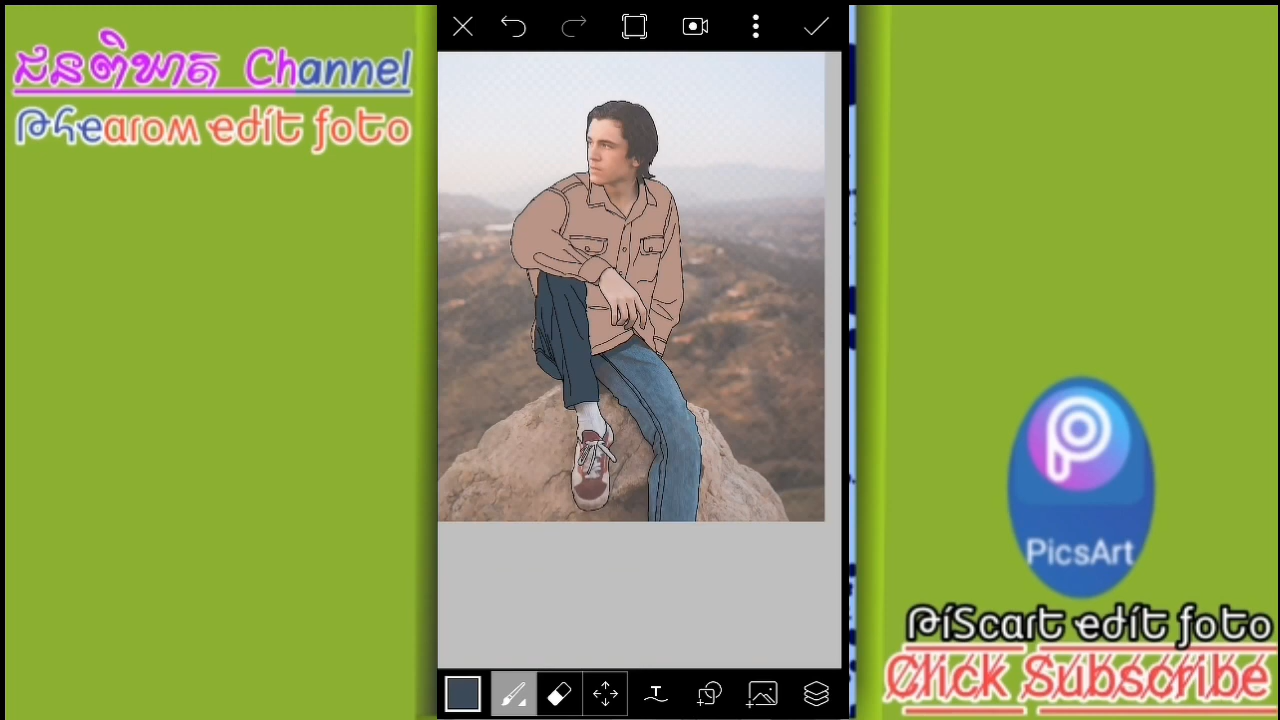 ជនពិឃាត Channel
Phearom edit foto
PicsArt
PiScart edit foto
Click Subscribe